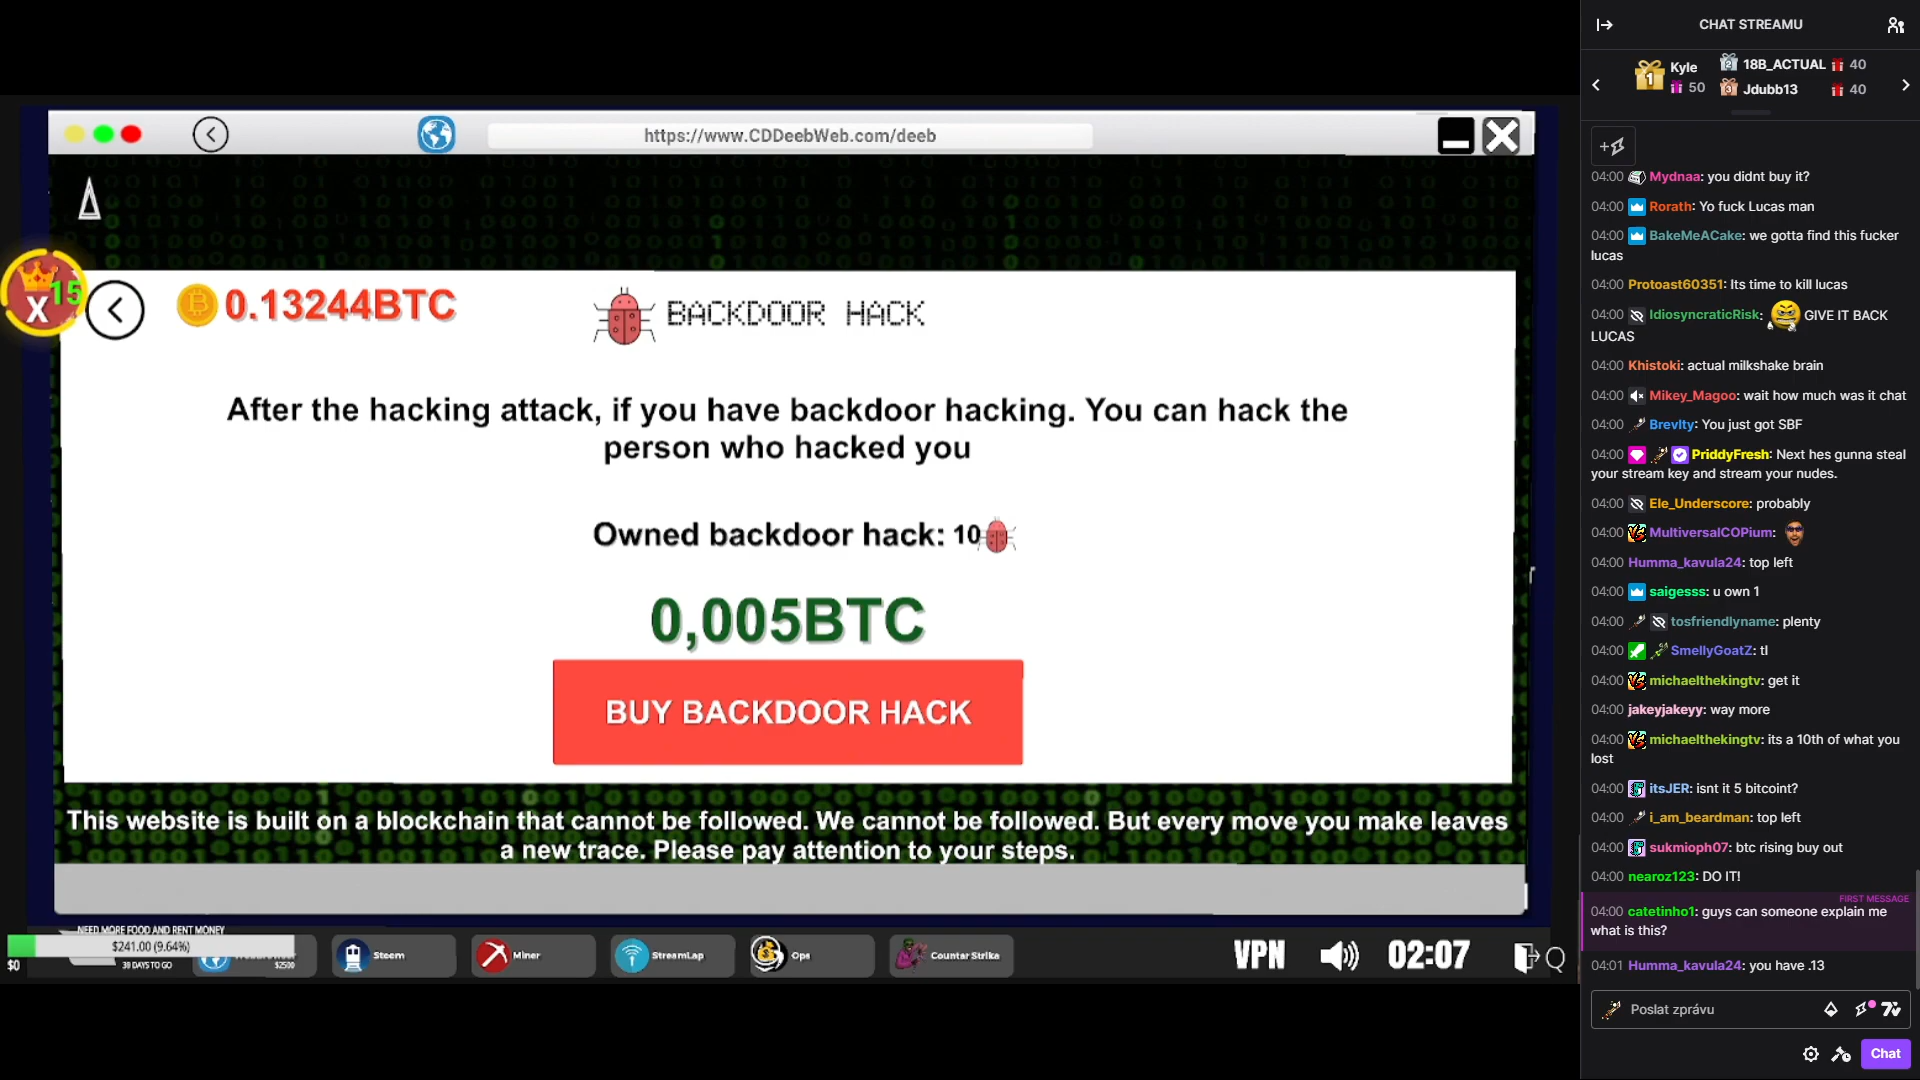 https://www.CDDeebWeb.com/deeb
X 15
0.13244BTC
BACKDOOR HACK
After the hacking attack, if you have backdoor hacking. You can hack the
person who hacked you
Owned backdoor hack: 10
0,005BTC
BUY BACKDOOR HACK
This website is built on a blockchain that cannot be followed. We cannot be followed. But every move you make leaves
a new trace. Please pay attention to your steps.
NEED MORE FOOD AND RENT MONEY
$241.00 (9.64%)
$0
39 DAYS TO GO
$2500
Steem
Miner
StreamLap
Ops
Countar Strika
VPN
02:07
Q
CHAT STREAMU
1
Kyle
50
2
18B_ACTUAL
40
3
Jdubb13
40
04:00 Mydnaa: you didnt buy it?
04:00 Rorath: Yo fuck Lucas man
04:00 BakeMeACake: we gotta find this fucker
lucas
04:00 Protoast60351: Its time to kill lucas
04:00 IdiosyncraticRisk: GIVE IT BACK
LUCAS
04:00 Khistoki: actual milkshake brain
04:00 Mikey_Magoo: wait how much was it chat
04:00 Brevlty: You just got SBF
04:00 PriddyFresh: Next hes gunna steal
your stream key and stream your nudes.
04:00 Ele_Underscore: probably
04:00 MultiversalCOPium:
04:00 Humma_kavula24: top left
04:00 saigesss: u own 1
04:00 tosfriendlyname: plenty
04:00 SmellyGoatZ: tl
04:00 michaelthekingtv: get it
04:00 jakeyjakeyy: way more
04:00 michaelthekingtv: its a 10th of what you
lost
04:00 itsJER: isnt it 5 bitcoint?
04:00 i_am_beardman: top left
04:00 sukmioph07: btc rising buy out
04:00 nearoz123: DO IT!
FIRST MESSAGE
04:00 catetinho1: guys can someone explain me
what is this?
04:01 Humma_kavula24: you have .13
Poslat zprávu
Chat